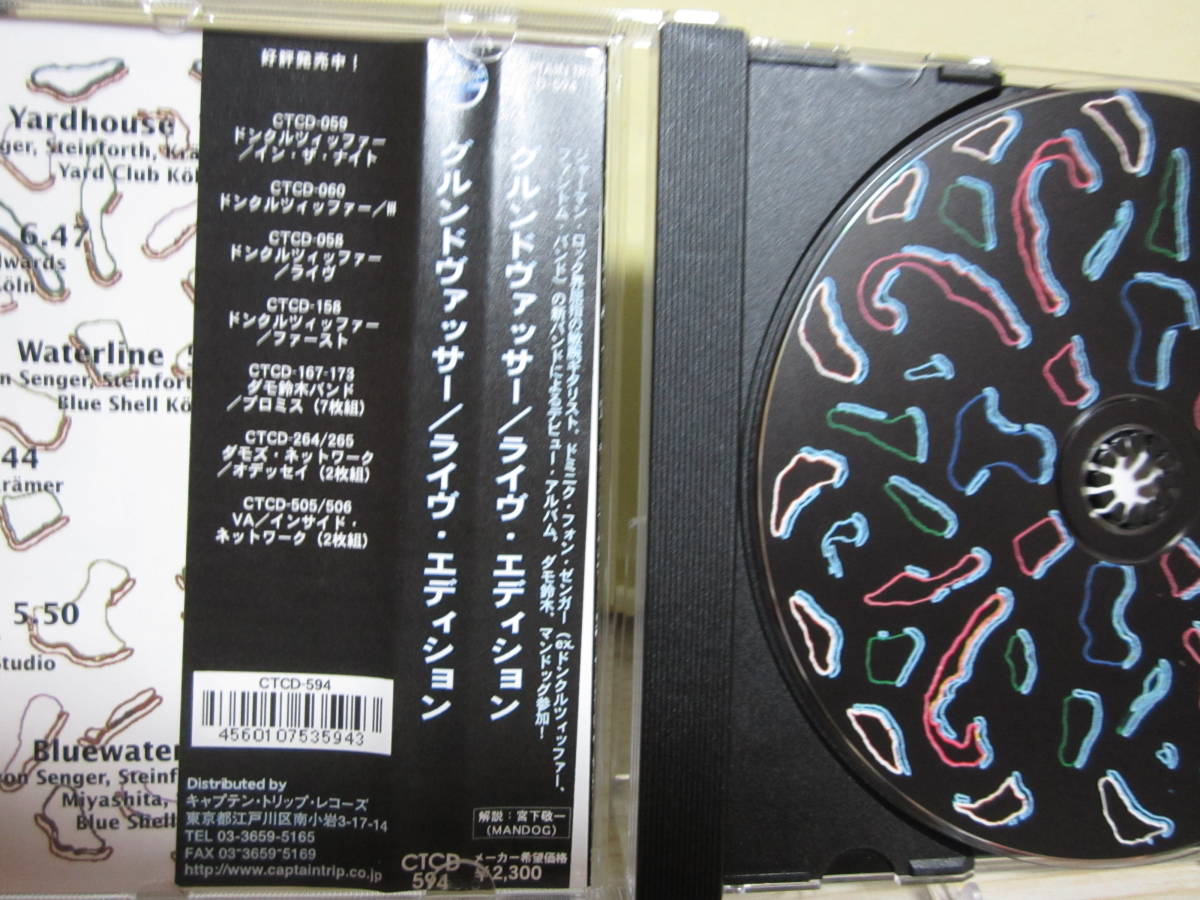 Yardhouse
ger, Steinforth, Kra
Yard Club Köl
6.47
dwards
öln
Waterline
on Senger, Steinfort
Blue Shell Kö
44
rämer
5.50
Studio
Bluewater
von Senger, Steinf
Miyashita,
Blue Shell
好評発売中!
CTCD-059
ドンクルツィッファー
/イン・ザ・ナイト
CTCD-060
ドンクルツィッファー/III
CTCD-058
ドンクルツィッファー
/ライヴ
CTCD-158
ドンクルツィッファー
/ファースト
CTCD-167-173
ダモ鈴木バンド
/プロミス(7枚組)
CTCD-264/265
ダモズ・ネットワーク
/オデッセイ(2枚組)
CTCD-505/506
VA/インサイド・
ネットワーク(2枚組)
CTCD-594
4560107535943
Distributed by
キャプテン・トリップ・レコーズ
東京都江戸川区南小岩3-17-14
TEL 03-3659-5165
FAX 03-3659-5169
http://www.captaintrip.co.jp
グルンドヴァッサー/ライヴ・エディション
グルンドヴァッサー/ライヴ・エディション
ジャーマン・ロック界屈指の敏腕ギタリスト、ドミニク・フォン・ゼンガー(ex.ドンクルツィッファー、
ファントム・バンド)の新バンドによるデビュー・アルバム。ダモ鈴木、マンドッグ参加!
解説:宮下敬一
(MANDOG)
CTCD
594
メーカー希望価格
¥2,300